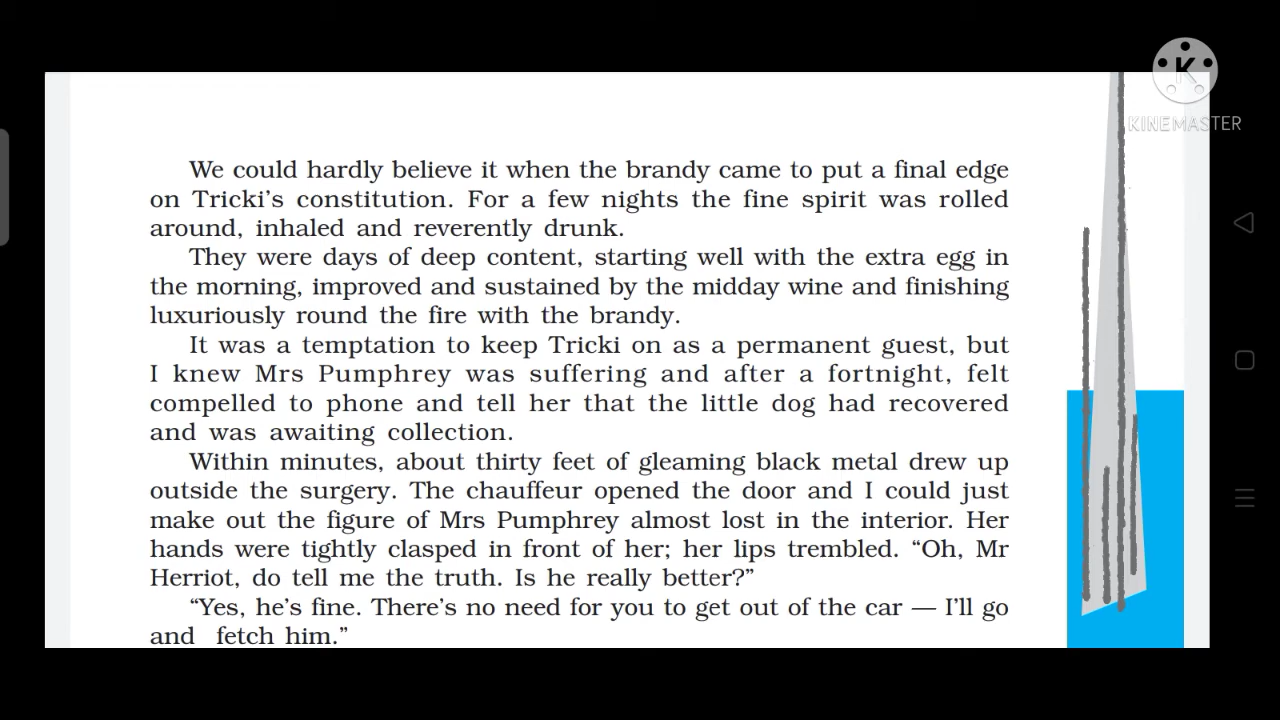 K
KINEMASTER
We could hardly believe it when the brandy came to put a final edge
on Tricki's constitution. For a few nights the fine spirit was rolled
around, inhaled and reverently drunk.
They were days of deep content, starting well with the extra egg in
the morning, improved and sustained by the midday wine and finishing
luxuriously round the fire with the brandy.
It was a temptation to keep Tricki on as a permanent guest, but
I knew Mrs Pumphrey was suffering and after a fortnight, felt
compelled to phone and tell her that the little dog had recovered
and was awaiting collection.
Within minutes, about thirty feet of gleaming black metal drew up
outside the surgery. The chauffeur opened the door and I could just
make out the figure of Mrs Pumphrey almost lost in the interior. Her
hands were tightly clasped in front of her; her lips trembled. “Oh, Mr
Herriot, do tell me the truth. Is he really better?”
“Yes, he's fine. There's no need for you to get out of the car — I'll go
and fetch him.”